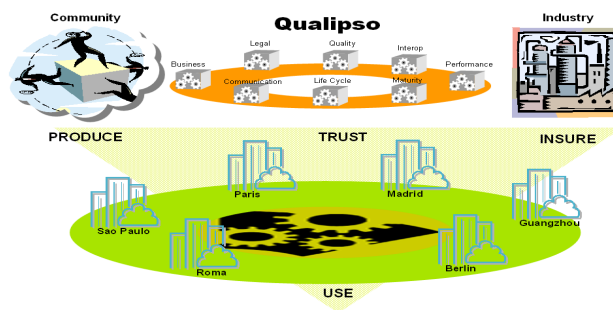 Community
Qualipso
Industry
Legal
Quality
Interop
Business
Performance
Communication
Life Cycle
Maturity
PRODUCE
TRUST
INSURE
Paris
Madrid
Sao Paulo
Guangzhou
Roma
Berlin
USE